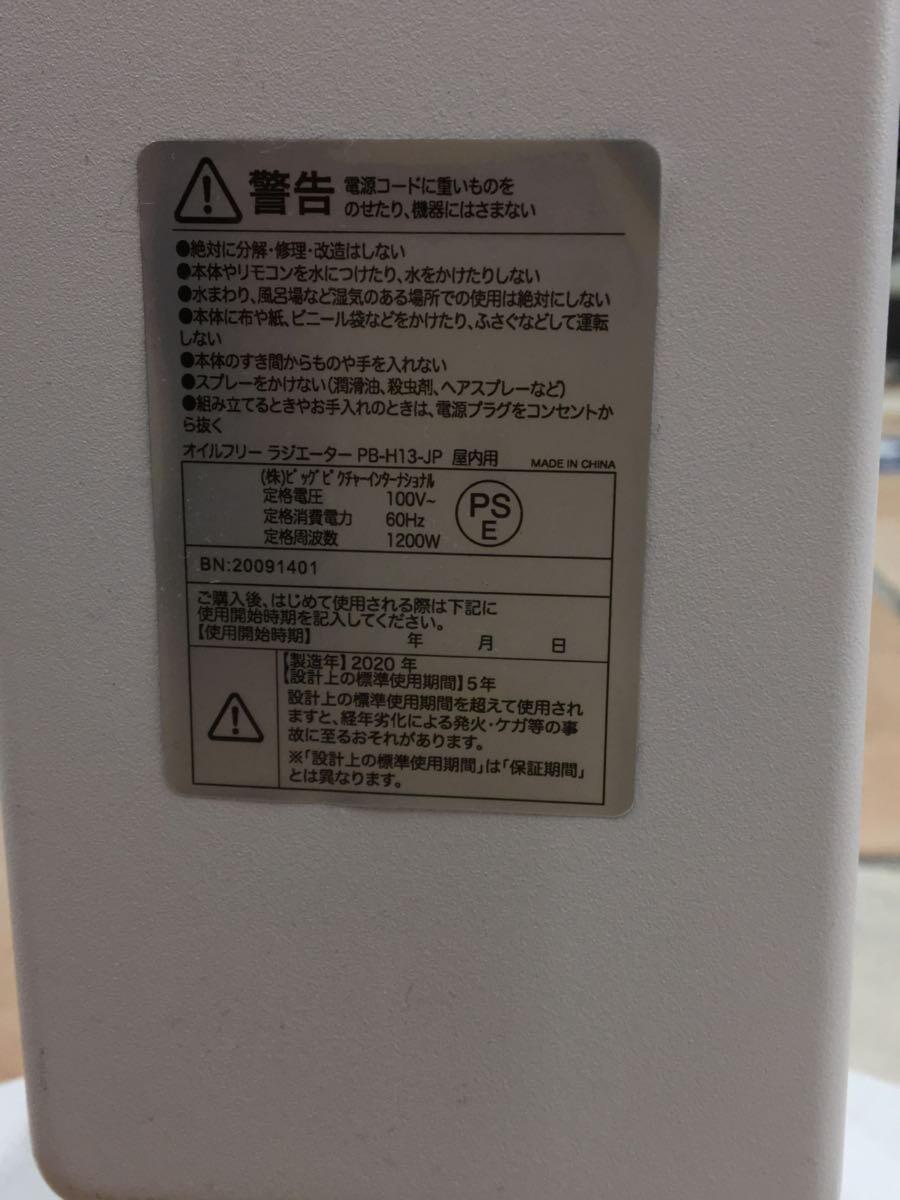 警告 電源コードに重いものを
のせたり、機器にはさまない
●絶対に分解・修理・改造はしない
●本体やリモコンを水につけたり、水をかけたりしない
●水まわり、風呂場など湿気のある場所での使用は絶対にしない
●本体に布や紙、ビニール袋などをかけたり、ふさぐなどして運転
しない
●本体のすき間からものや手を入れない
●スプレーをかけない(潤滑油、殺虫剤、ヘアスプレーなど)
●組み立てるときやお手入れのときは、電源プラグをコンセントか
ら抜く
オイルフリー ラジエーター PB-H13-JP 屋内用 MADE IN CHINA
(株)ビッグピクチャーインターナショナル
定格電圧 100V~
定格消費電力 60Hz
定格周波数 1200W
PS
E
BN:20091401
ご購入後、はじめて使用される際は下記に
使用開始時期を記入してください。
【使用開始時期】 年 月 日
【製造年】2020 年
【設計上の標準使用期間】5年
設計上の標準使用期間を超えて使用され
ますと、経年劣化による発火・ケガ等の事
故に至るおそれがあります。
※「設計上の標準使用期間」は「保証期間」
とは異なります。